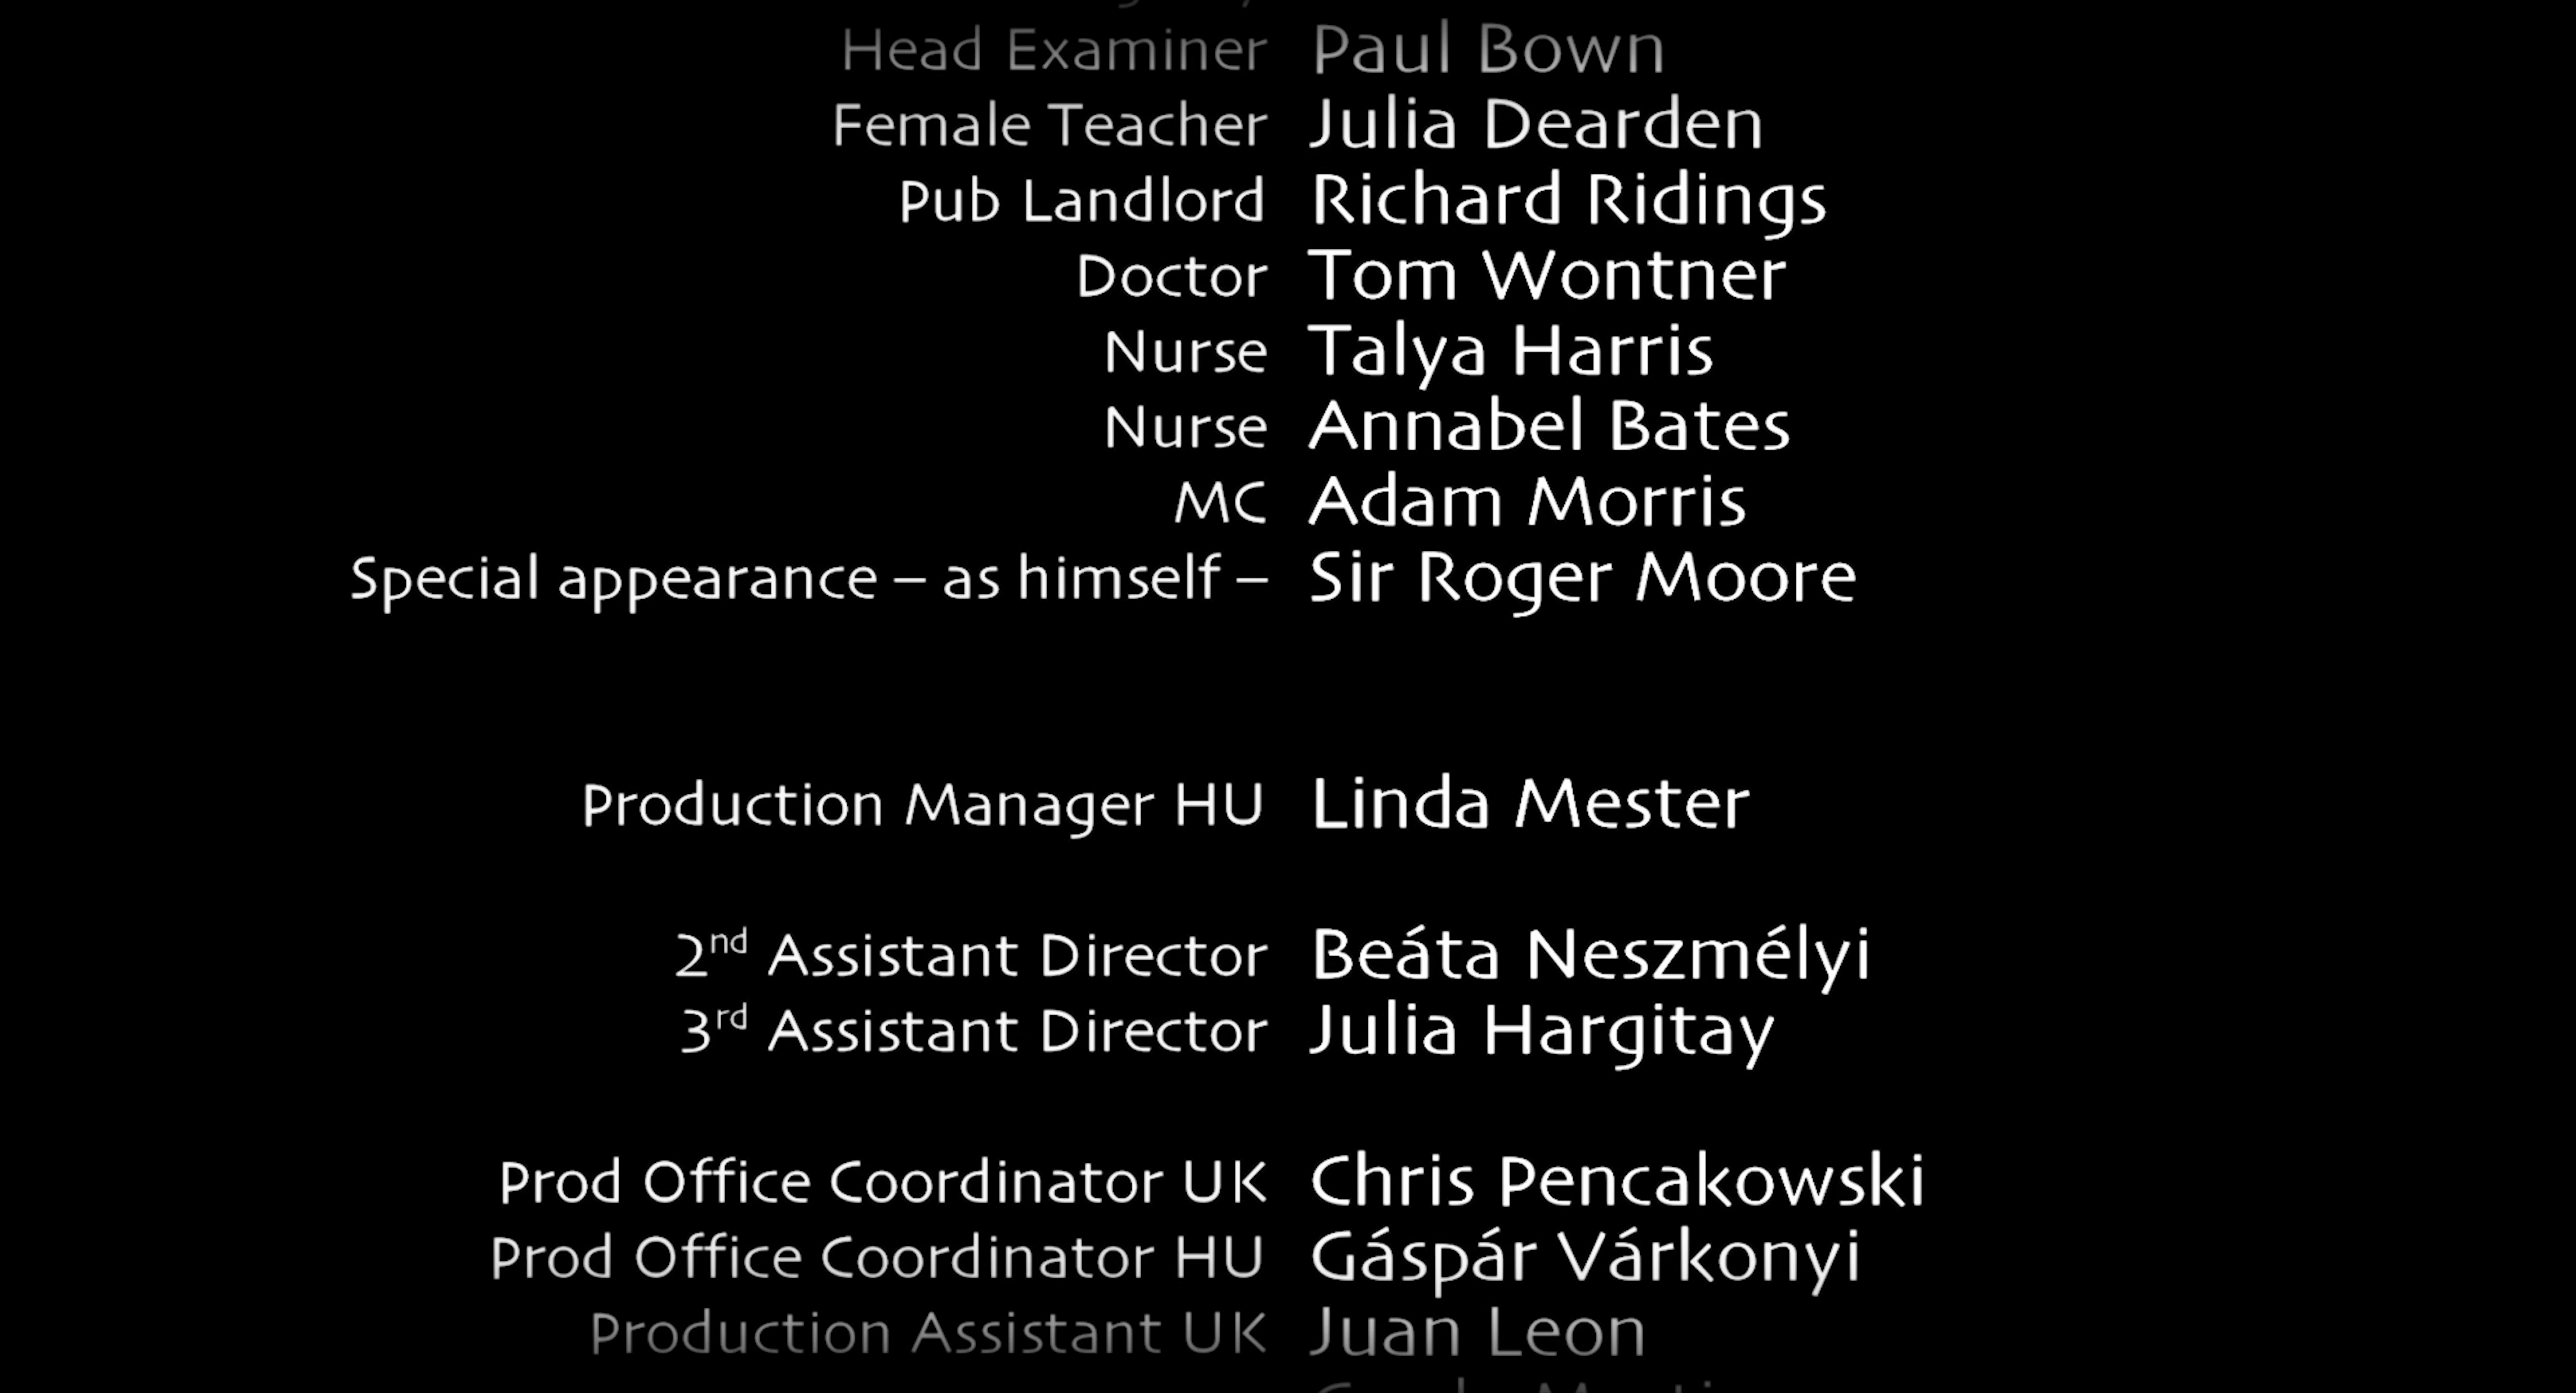 Head Examiner Paul Bown
Female Teacher Julia Dearden
Pub Landlord Richard Ridings
Doctor Tom Wontner
Nurse Talya Harris
Nurse Annabel Bates
MC Adam Morris
Special appearance – as himself – Sir Roger Moore
Production Manager HU Linda Mester
2nd Assistant Director Beáta Neszmélyi
3rd Assistant Director Julia Hargitay
Prod Office Coordinator UK Chris Pencakowski
Prod Office Coordinator HU Gáspár Várkonyi
Production Assistant UK Juan Leon